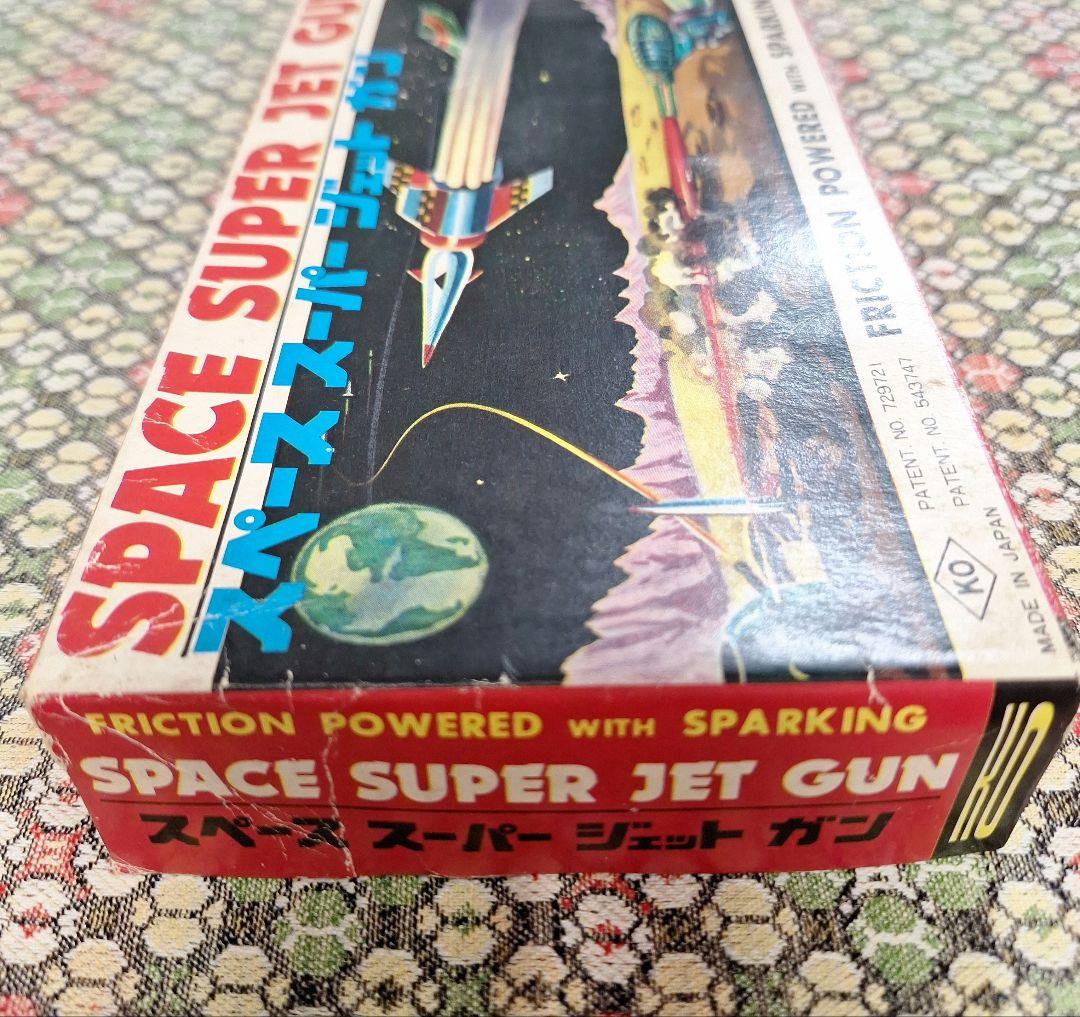 SPACE SUPER JET GUN
スペース スーパー ジェット ガン
FRICTION POWERED WITH SPARKING
PATENT. NO. 729721
PATENT. NO. 543747
KO
MADE IN JAPAN
FRICTION POWERED WITH SPARKING
SPACE SUPER JET GUN
スペース スーパー ジェット ガン